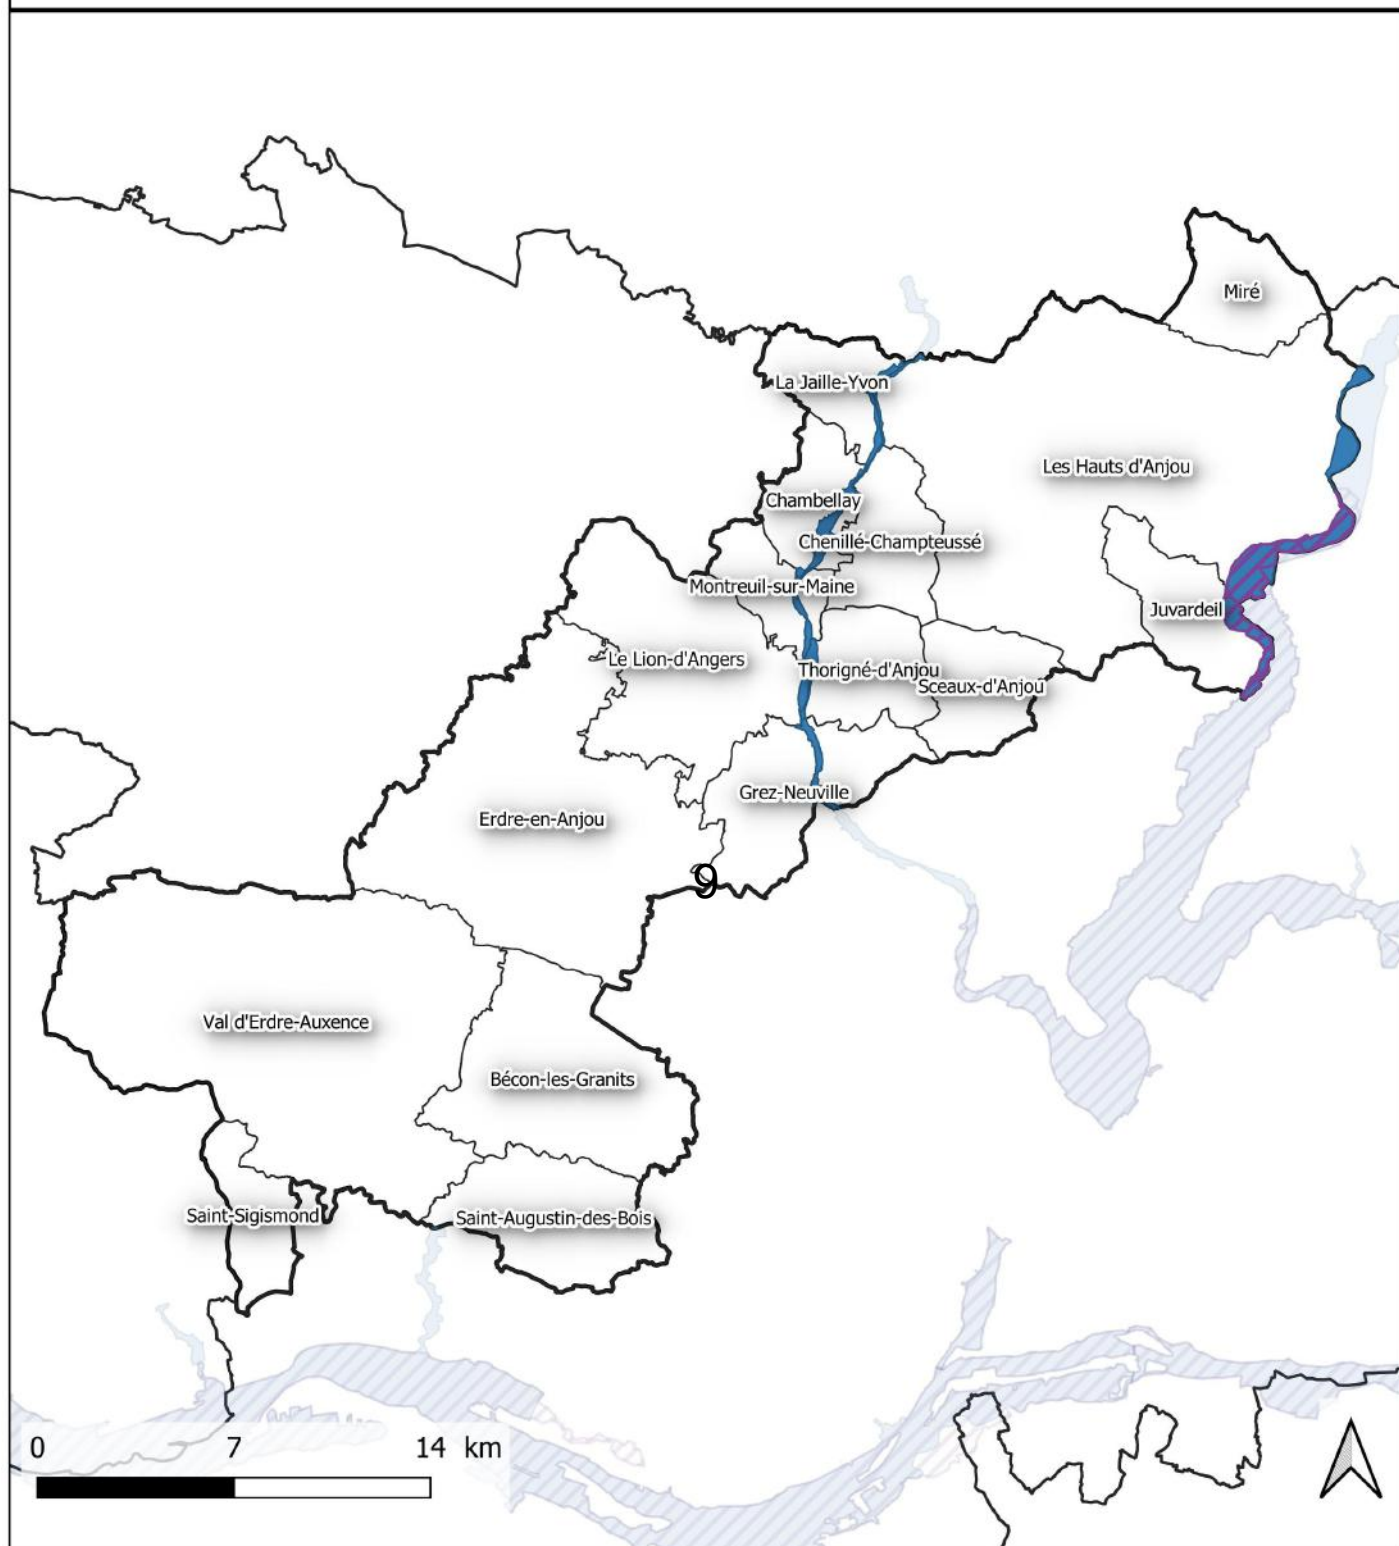 Miré
La Jaille-Yvon
Les Hauts d'Anjou
Chambellay
Chenillé-Champteussé
Montreuil-sur-Maine
Juvardeil
Le Lion-d'Angers
Thorigné-d'Anjou
Sceaux-d'Anjou
Grez-Neuville
Erdre-en-Anjou
9
Val d'Erdre-Auxence
Bécon-les-Granits
Saint-Sigismond
Saint-Augustin-des-Bois
0 7 14 km